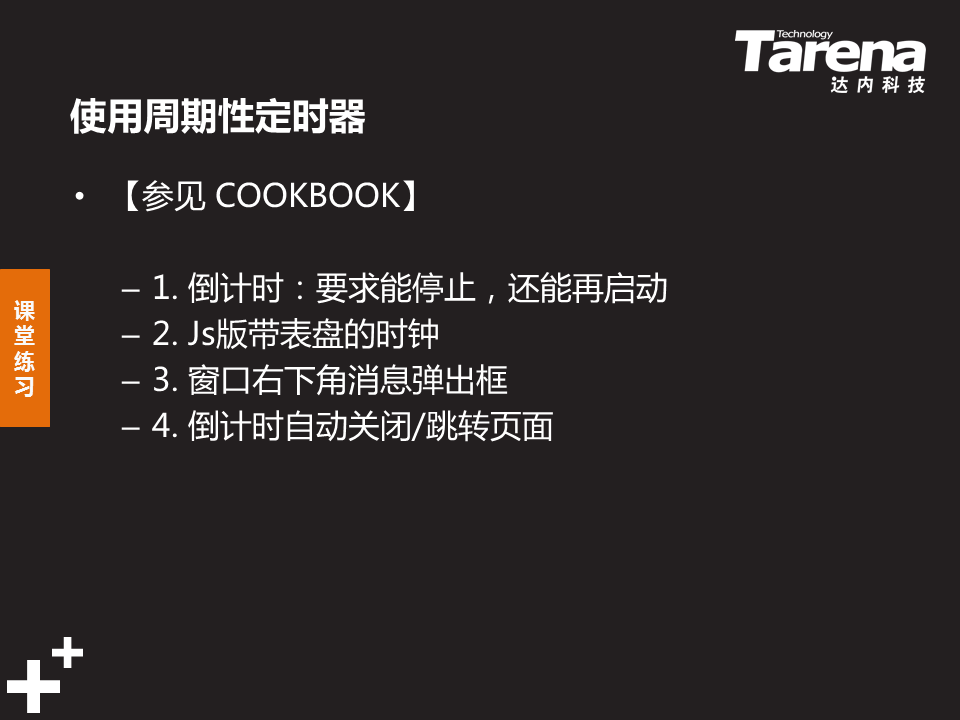 Technology
Tarena
达内科技
使用周期性定时器
• 【参见 COOKBOOK】
– 1. 倒计时：要求能停止，还能再启动
– 2. Js版带表盘的时钟
– 3. 窗口右下角消息弹出框
– 4. 倒计时自动关闭/跳转页面
课
堂
练
习